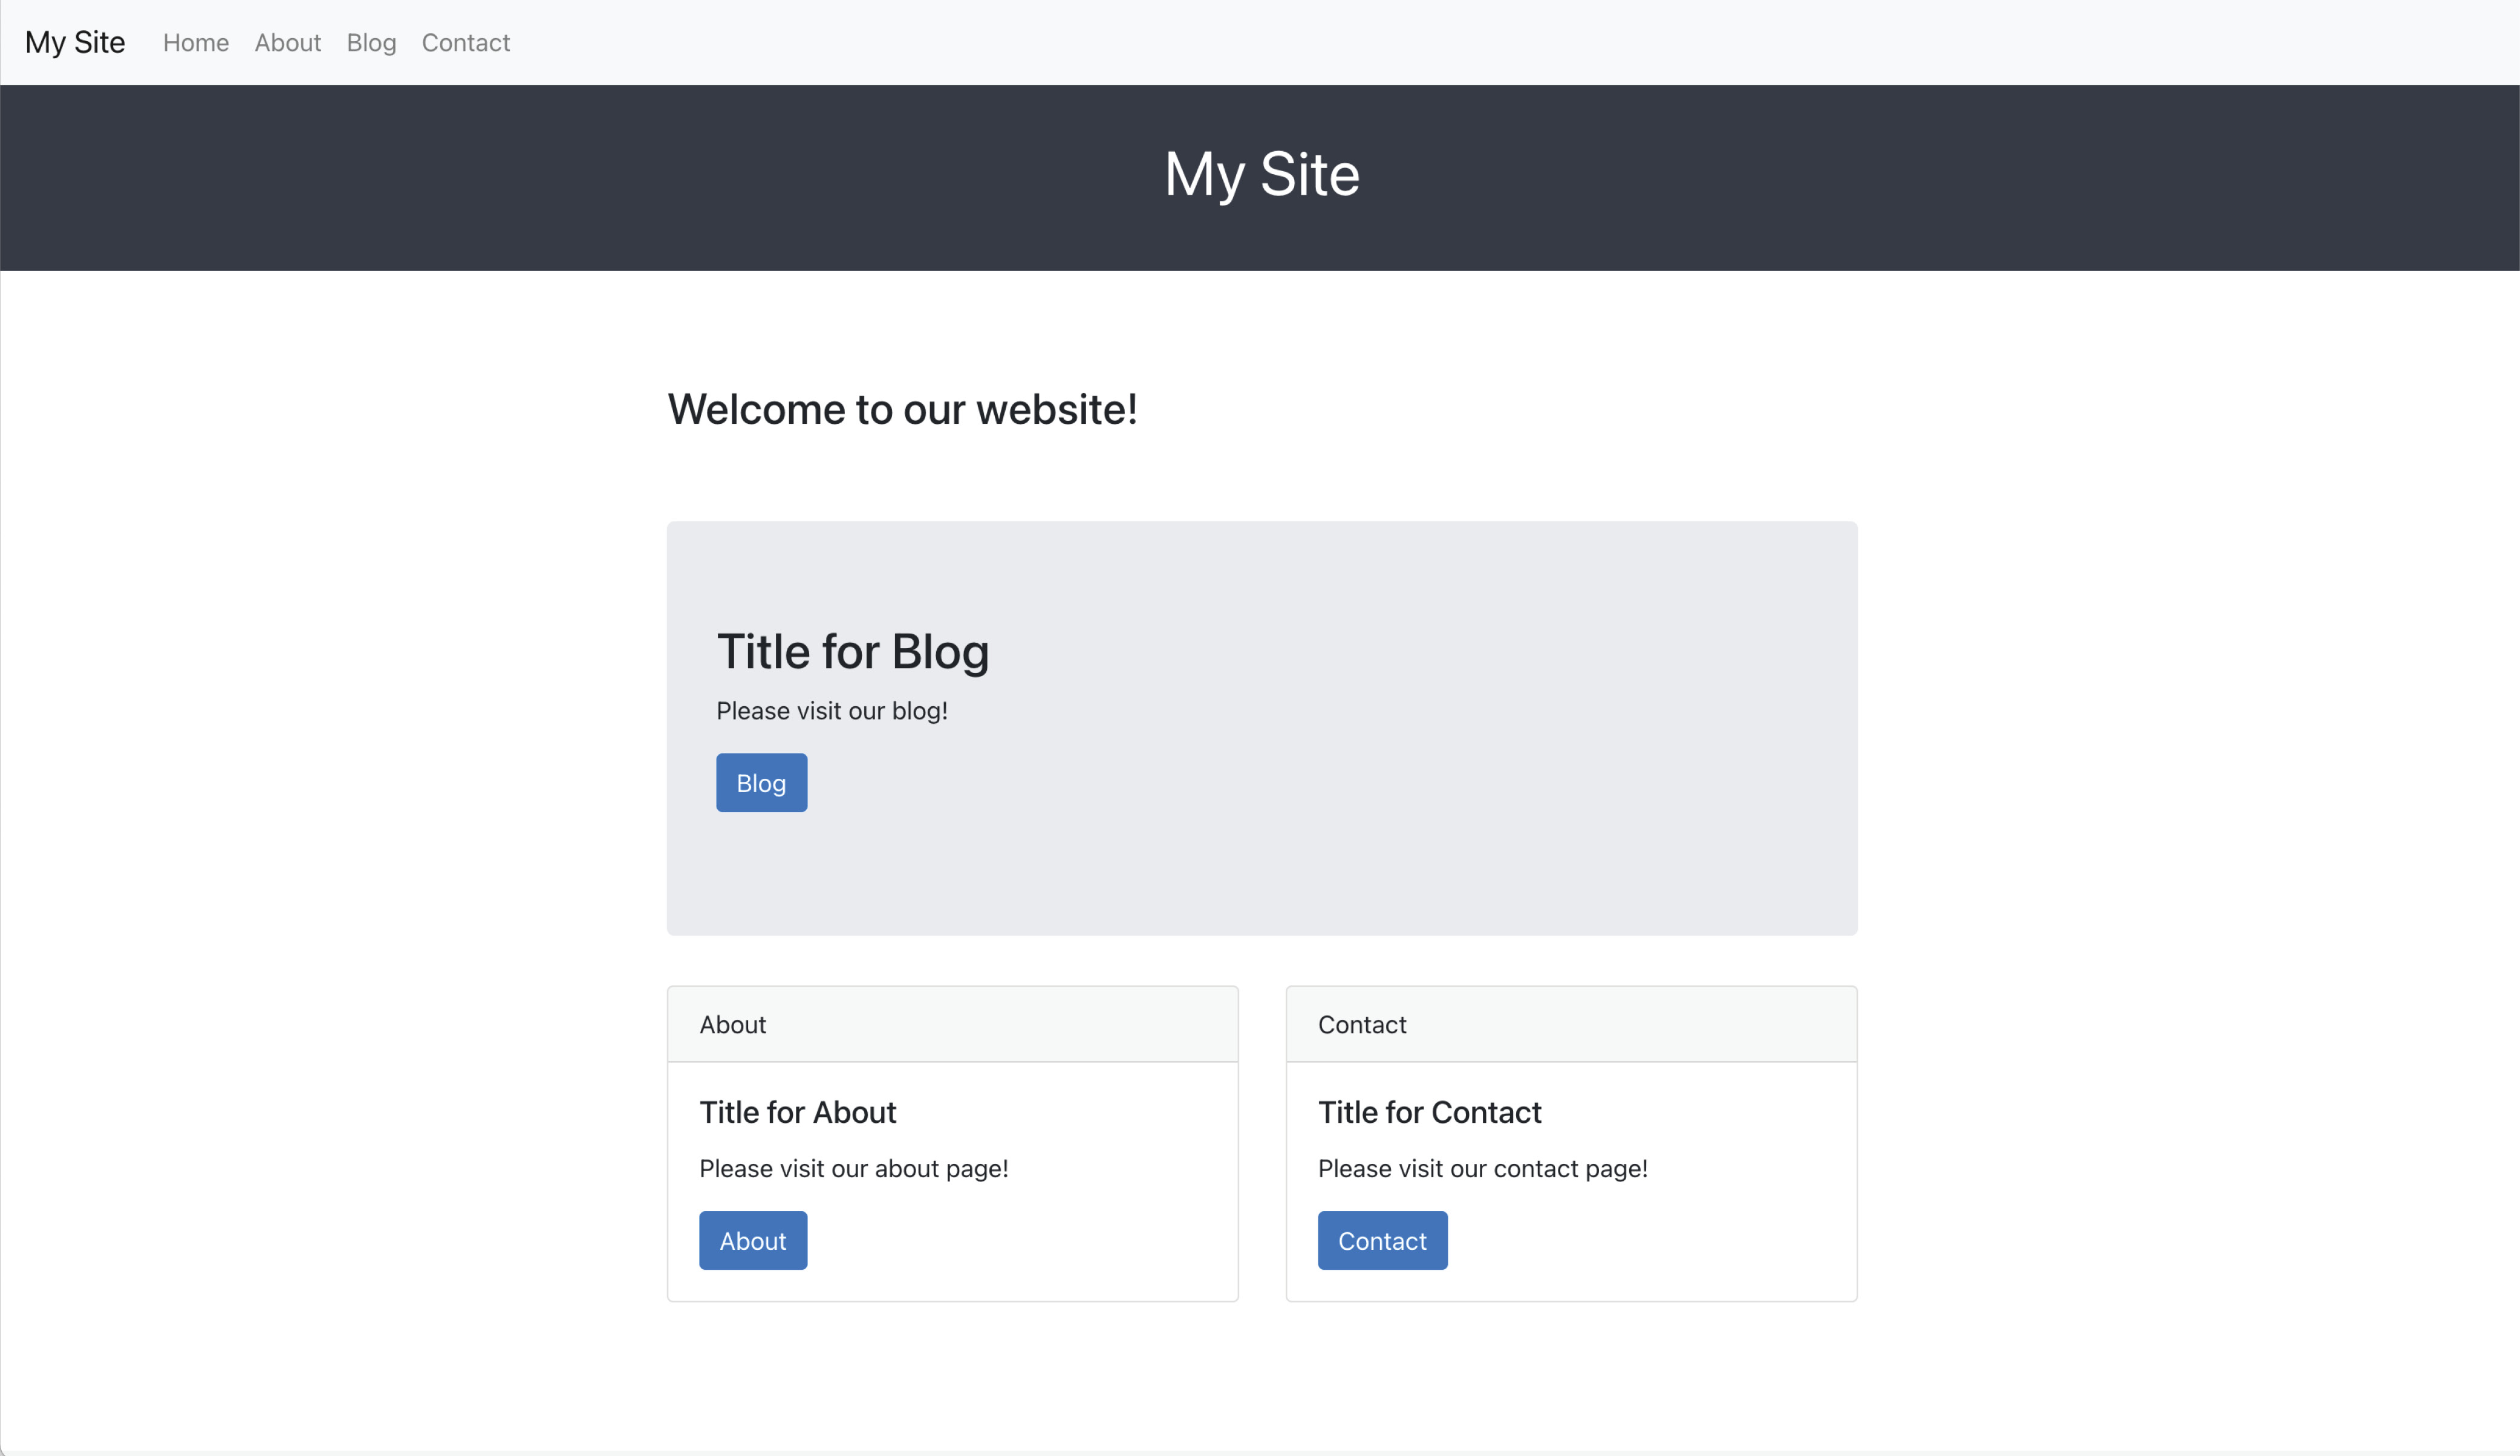 My Site Home About Blog Contact
My Site
Welcome to our website!
Title for Blog
Please visit our blog!
Blog
About
Title for About
Please visit our about page!
About
Contact
Title for Contact
Please visit our contact page!
Contact